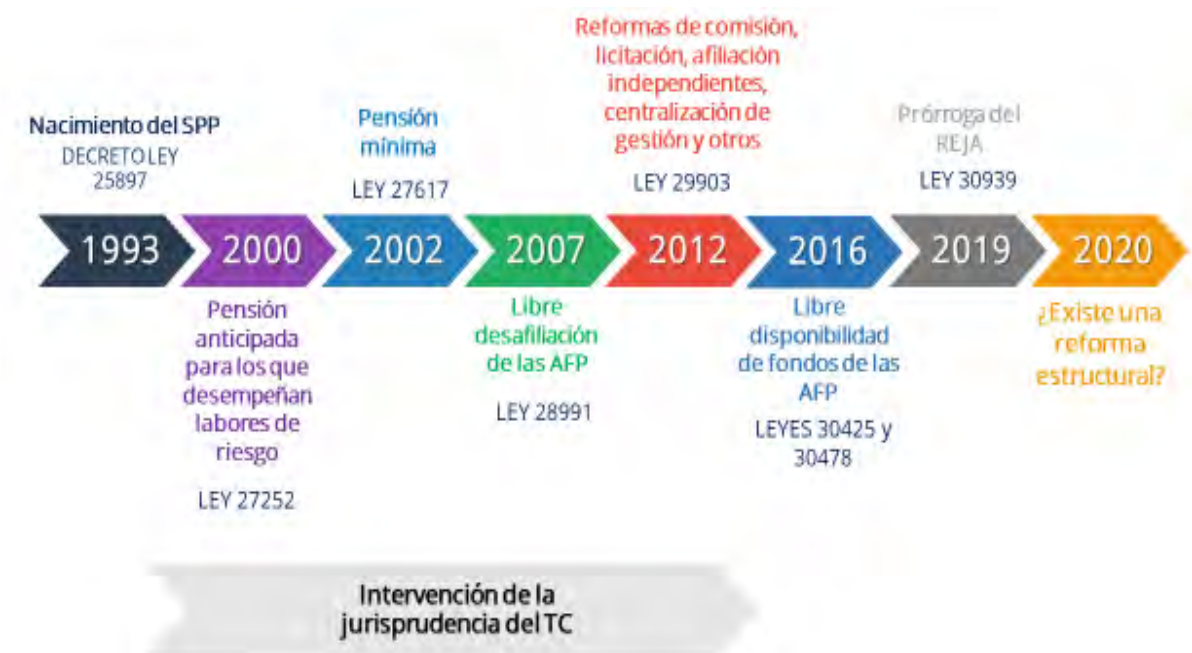 Nacimiento del SPP
DECRETO LEY
25897
Pensión
mínima
LEY 27617
Reformas de comisión,
licitación, afiliación
independientes,
centralización de
gestión y otros
LEY 29903
Prórroga del
REJA
LEY 30939
1993
2000
2002
2007
2012
2016
2019
2020
Pensión
anticipada
para los que
desempeñan
labores de
riesgo
LEY 27252
Libre
desafiliación
de las AFP
LEY 28991
Libre
disponibilidad
de fondos de las
AFP
LEYES 30425 y
30478
¿Existe una
reforma
estructural?
Intervención de la
jurisprudencia del TC